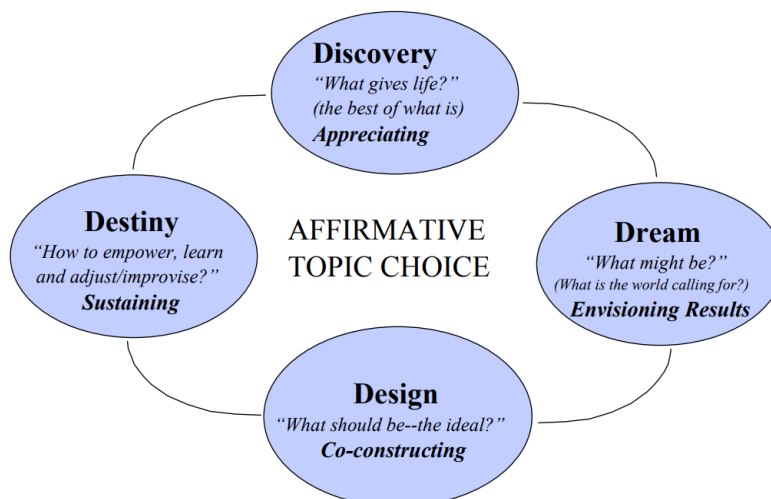 Discovery
“What gives life?”
(the best of what is)
Appreciating
Destiny
“How to empower, learn
and adjust/improvise?”
Sustaining
AFFIRMATIVE
TOPIC CHOICE
Dream
“What might be?”
(What is the world calling for?)
Envisioning Results
Design
“What should be--the ideal?”
Co-constructing